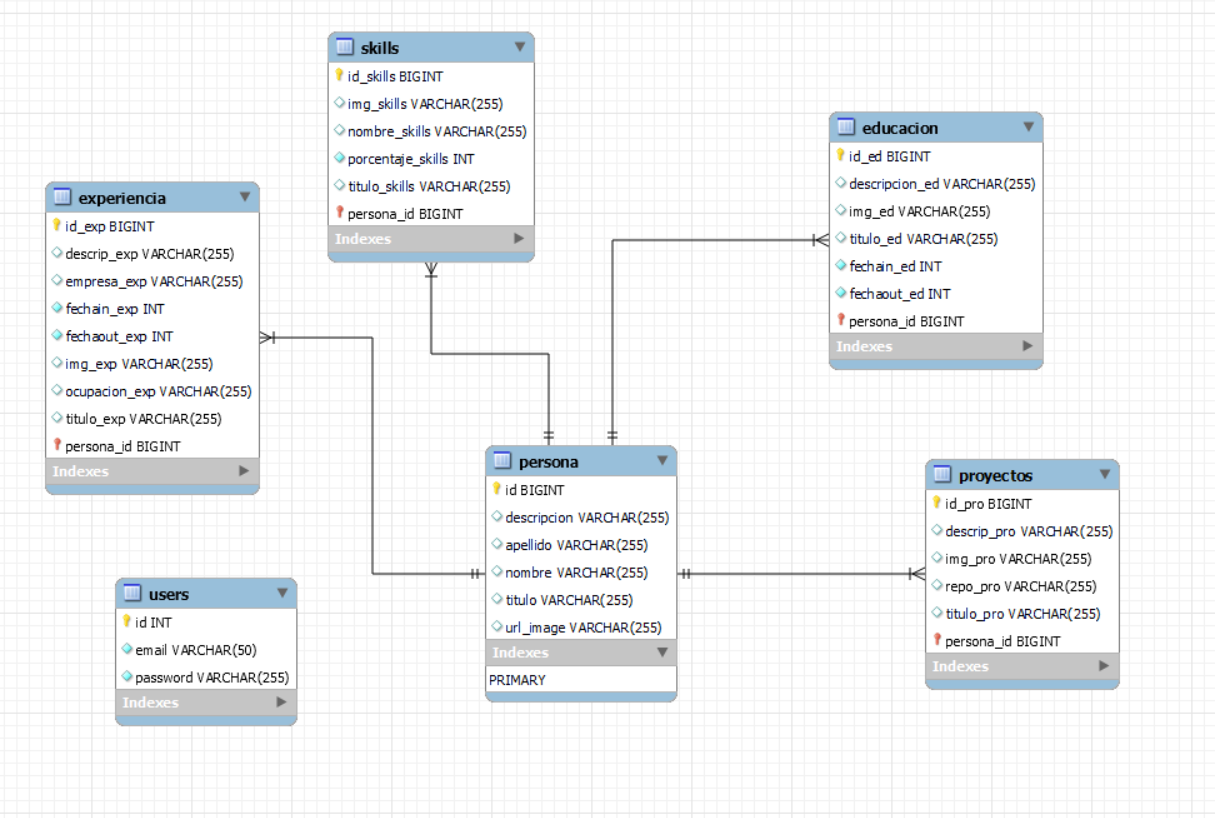 skills
id_skills BIGINT
img_skills VARCHAR(255)
nombre_skills VARCHAR(255)
porcentaje_skills INT
titulo_skills VARCHAR(255)
persona_id BIGINT
Indexes
educacion
id_ed BIGINT
descripcion_ed VARCHAR(255)
img_ed VARCHAR(255)
titulo_ed VARCHAR(255)
fechain_ed INT
fechaout_ed INT
persona_id BIGINT
Indexes
experiencia
id_exp BIGINT
descrip_exp VARCHAR(255)
empresa_exp VARCHAR(255)
fechain_exp INT
fechaout_exp INT
img_exp VARCHAR(255)
ocupacion_exp VARCHAR(255)
titulo_exp VARCHAR(255)
persona_id BIGINT
Indexes
persona
id BIGINT
descripcion VARCHAR(255)
apellido VARCHAR(255)
nombre VARCHAR(255)
titulo VARCHAR(255)
url_image VARCHAR(255)
Indexes
PRIMARY
proyectos
id_pro BIGINT
descrip_pro VARCHAR(255)
img_pro VARCHAR(255)
repo_pro VARCHAR(255)
titulo_pro VARCHAR(255)
persona_id BIGINT
Indexes
users
id INT
email VARCHAR(50)
password VARCHAR(255)
Indexes